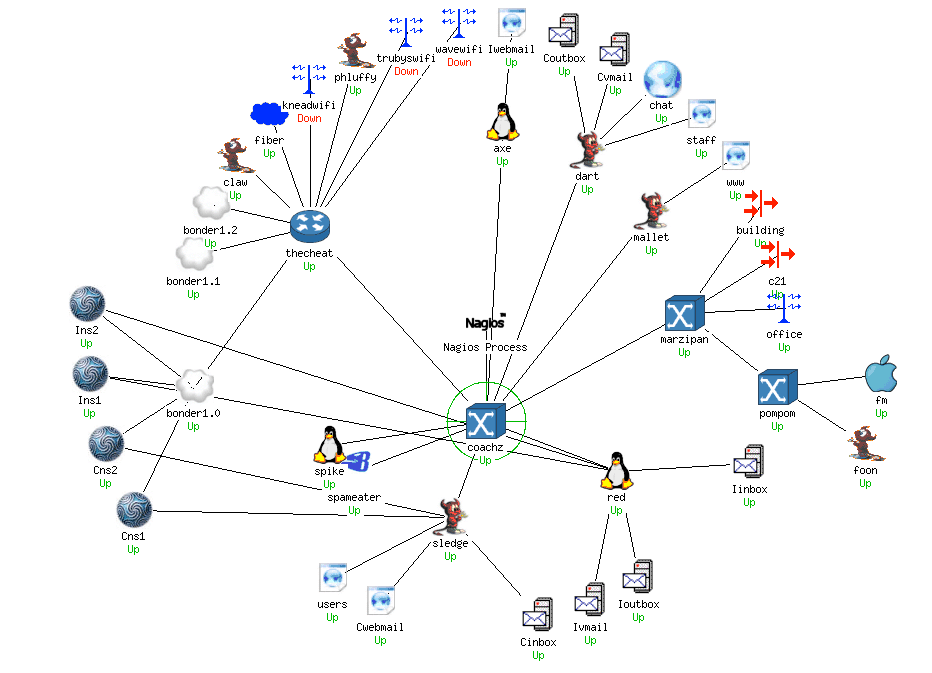 wavewifi
Down
Iwebmail
Up
trubyswifi
Down
Coutbox
Up
phluffy
Up
Cvmail
Up
kneadwifi
Down
chat
Up
fiber
Up
axe
Up
staff
Up
claw
Up
dart
Up
www
Up
bonder1.2
Up
mallet
Up
building
Up
thecheat
Up
bonder1.1
Up
c21
Up
Ins2
Up
Nagios™
Nagios Process
marzipan
Up
office
Up
Ins1
Up
bonder1.0
Up
pompom
Up
fm
Up
coachz
Up
Cns2
Up
spike
Up
foon
Up
spameater
Up
red
Up
Iinbox
Up
Cns1
Up
sledge
Up
users
Up
Ioutbox
Up
Cwebmail
Up
Ivmail
Up
Cinbox
Up